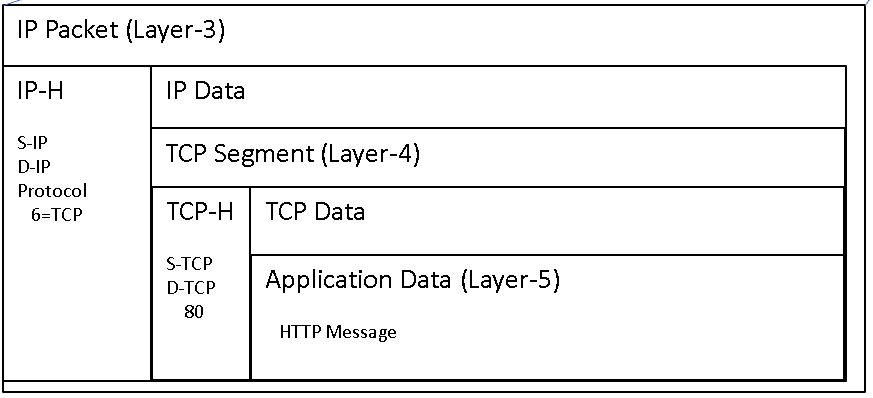 IP Packet (Layer-3)
IP-H
S-IP
D-IP
Protocol
6=TCP
IP Data
TCP Segment (Layer-4)
TCP-H
S-TCP
D-TCP
80
TCP Data
Application Data (Layer-5)
HTTP Message